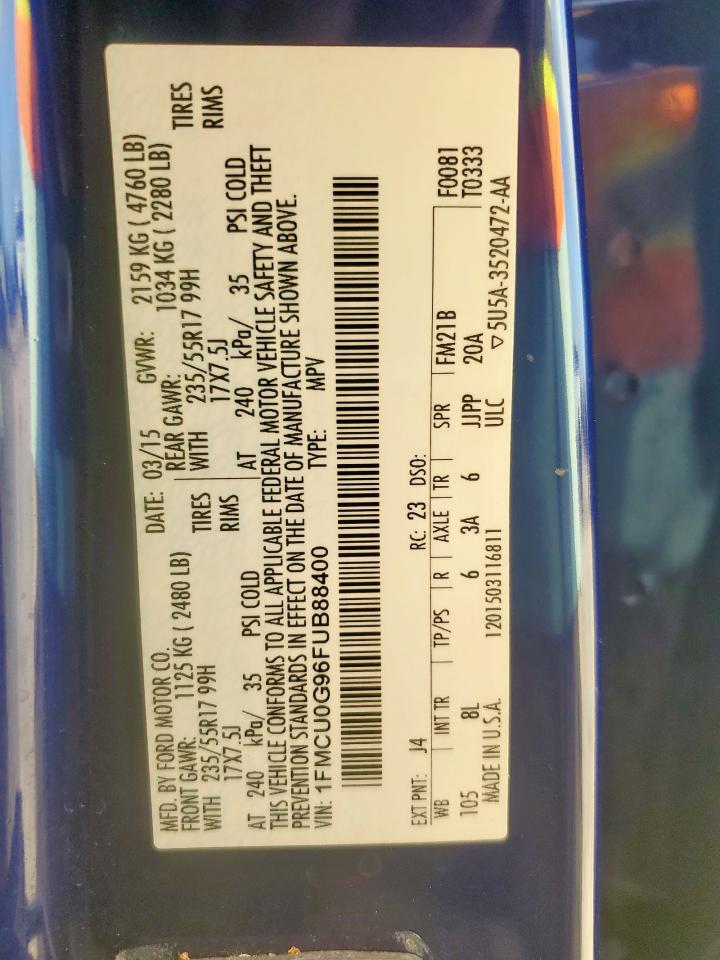 MFD. BY FORD MOTOR CO.
DATE: 03/15 GVWR: 2159 KG ( 4760 LB)
FRONT GAWR: 1125 KG ( 2480 LB)
REAR GAWR: 1034 KG ( 2280 LB)
WITH 235/55R17 99H TIRES
WITH 235/55R17 99H TIRES
17X7.5J RIMS
17X7.5J RIMS
AT 240 kPa/ 35 PSI COLD
AT 240 kPa/ 35 PSI COLD
THIS VEHICLE CONFORMS TO ALL APPLICABLE FEDERAL MOTOR VEHICLE SAFETY AND THEFT
PREVENTION STANDARDS IN EFFECT ON THE DATE OF MANUFACTURE SHOWN ABOVE.
VIN: 1FMCU0G96FUB88400 TYPE: MPV
EXT PNT: J4 RC: 23 DSO: F0081
WB INT TR TP/PS R AXLE TR SPR FM21B T0333
105 8L 6 3A 6 JJPP 20A
MADE IN U.S.A. 1201503116811 ULC ▽5U5A-3520472-AA